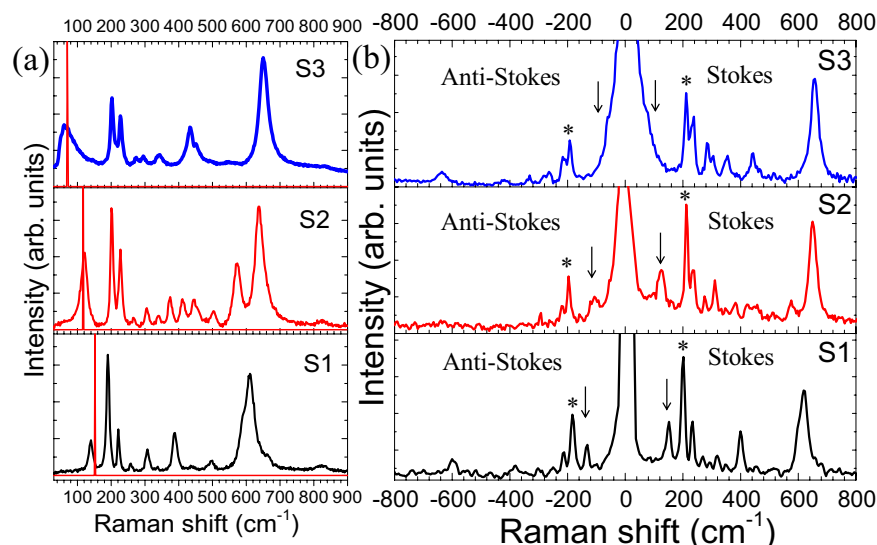 100 200 300 400 500 600 700 800 900
(a)
S3
S2
S1
Intensity (arb. units)
100 200 300 400 500 600 700 800 900
Raman shift (cm⁻¹)
-800 -600 -400 -200 0 200 400 600 800
(b)
Anti-Stokes
*
*
Stokes
S3
Anti-Stokes
*
*
Stokes
S2
Anti-Stokes
*
*
Stokes
S1
Intensity (arb. units)
-800 -600 -400 -200 0 200 400 600 800
Raman shift (cm⁻¹)